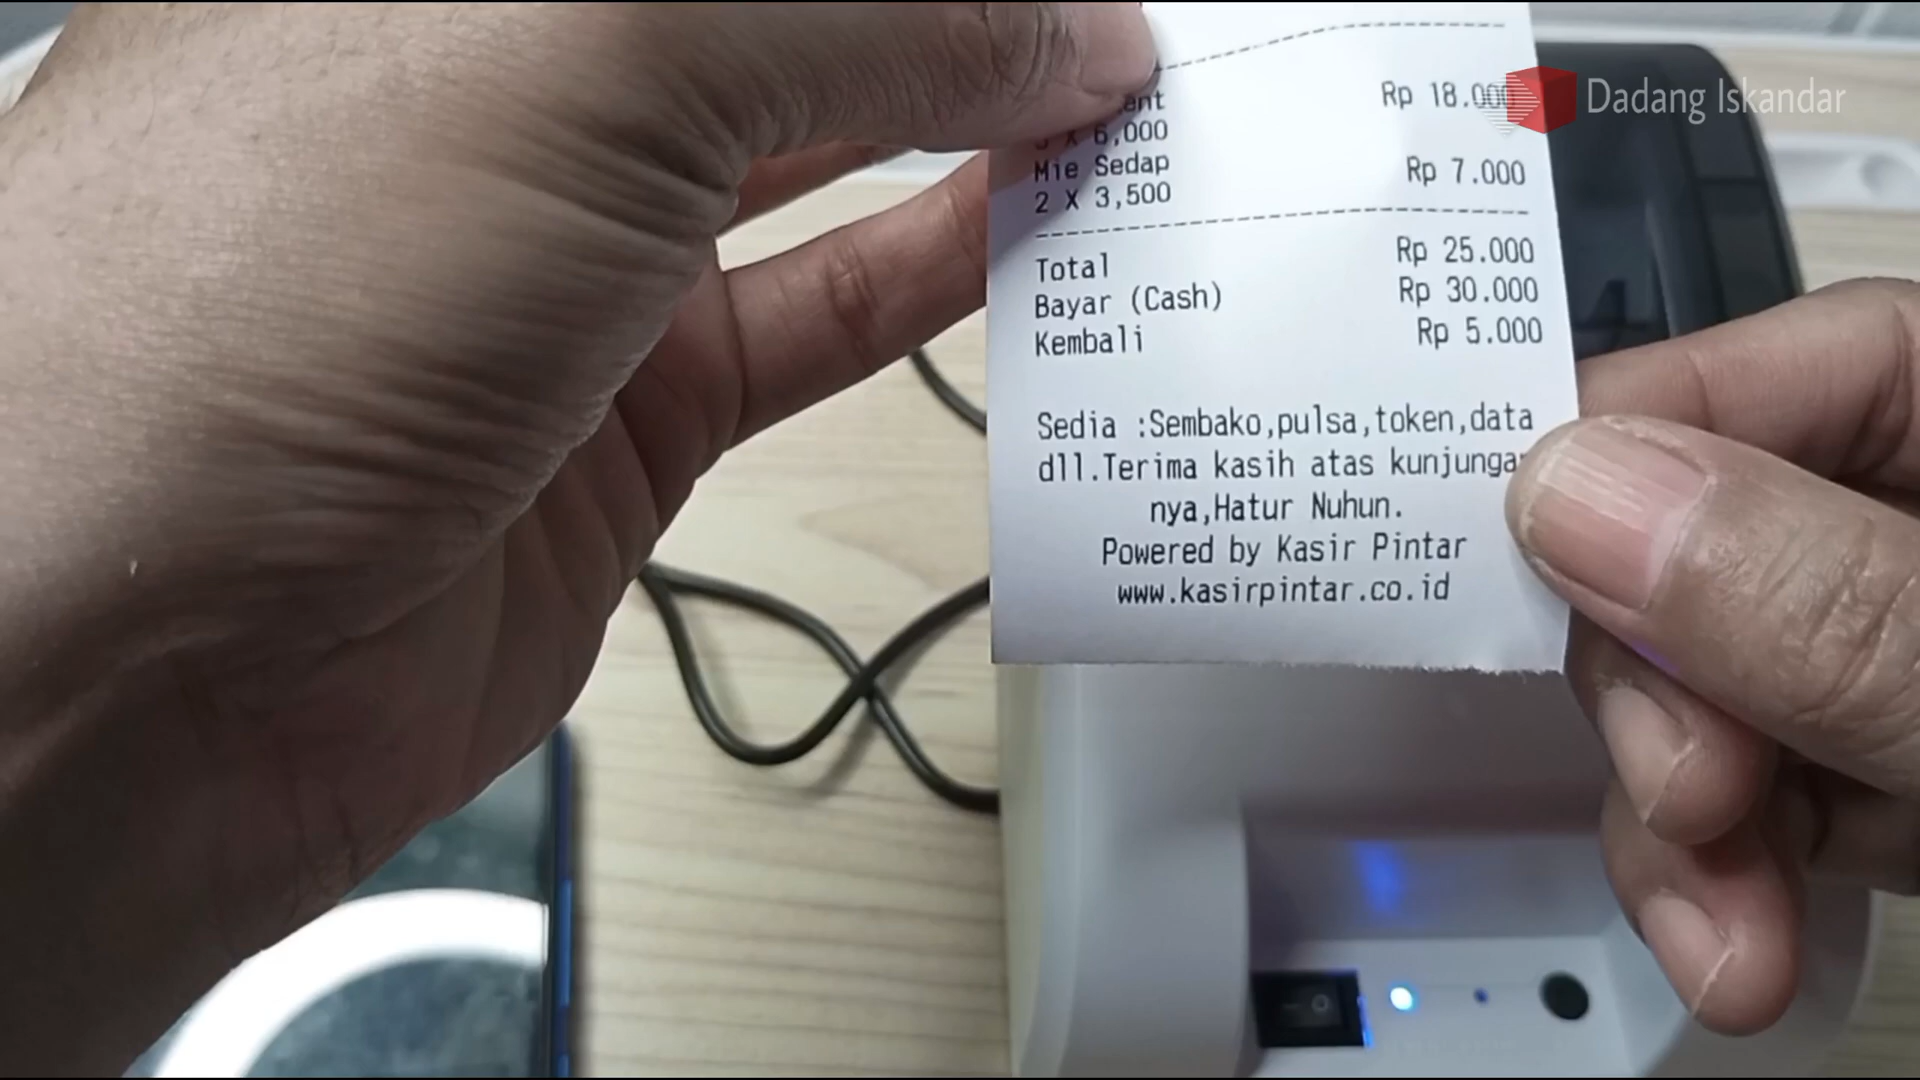 Dadang Iskandar
Rp 18.000
X 6,000
Mie Sedap Rp 7.000
2 X 3,500
Total Rp 25.000
Bayar (Cash) Rp 30.000
Kembali Rp 5.000
Sedia :Sembako,pulsa,token,data
dll.Terima kasih atas kunjungan
nya,Hatur Nuhun.
Powered by Kasir Pintar
www.kasirpintar.co.id